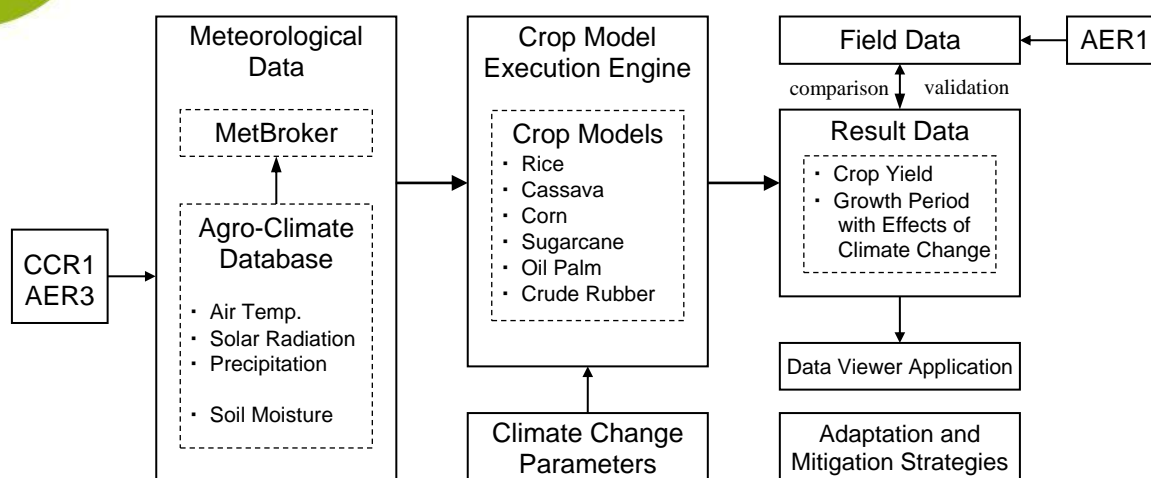 CCR1
AER3
Meteorological
Data
MetBroker
Agro-Climate
Database
・ Air Temp.
・ Solar Radiation
・ Precipitation
・ Soil Moisture
Crop Model
Execution Engine
Crop Models
・ Rice
・ Cassava
・ Corn
・ Sugarcane
・ Oil Palm
・ Crude Rubber
Climate Change
Parameters
Field Data
AER1
comparison validation
Result Data
・ Crop Yield
・ Growth Period
with Effects of
Climate Change
Data Viewer Application
Adaptation and
Mitigation Strategies